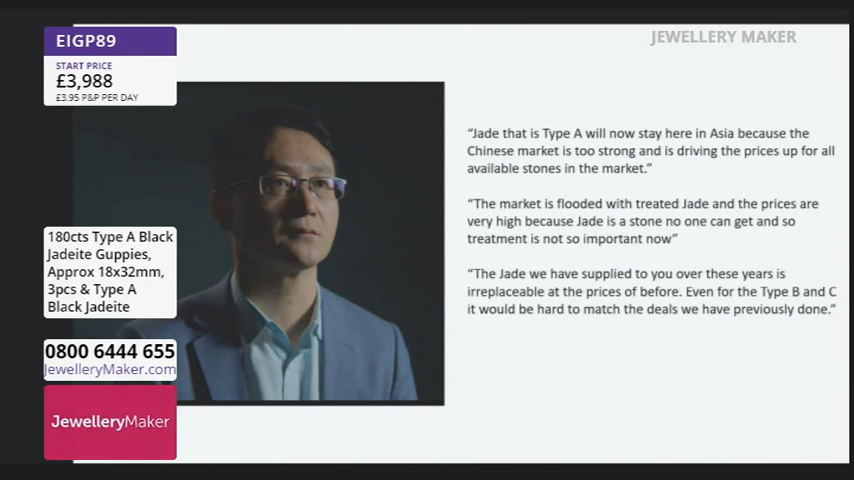 EIGP89
START PRICE
£3,988
£3.95 P&P PER DAY
180cts Type A Black
Jadeite Guppies,
Approx 18x32mm,
3pcs & Type A
Black Jadeite
0800 6444 655
JewelleryMaker.com
JewelleryMaker
JEWELLERY MAKER
“Jade that is Type A will now stay here in Asia because the
Chinese market is too strong and is driving the prices up for all
available stones in the market.”
“The market is flooded with treated Jade and the prices are
very high because Jade is a stone no one can get and so
treatment is not so important now”
“The Jade we have supplied to you over these years is
irreplaceable at the prices of before. Even for the Type B and C
it would be hard to match the deals we have previously done.”